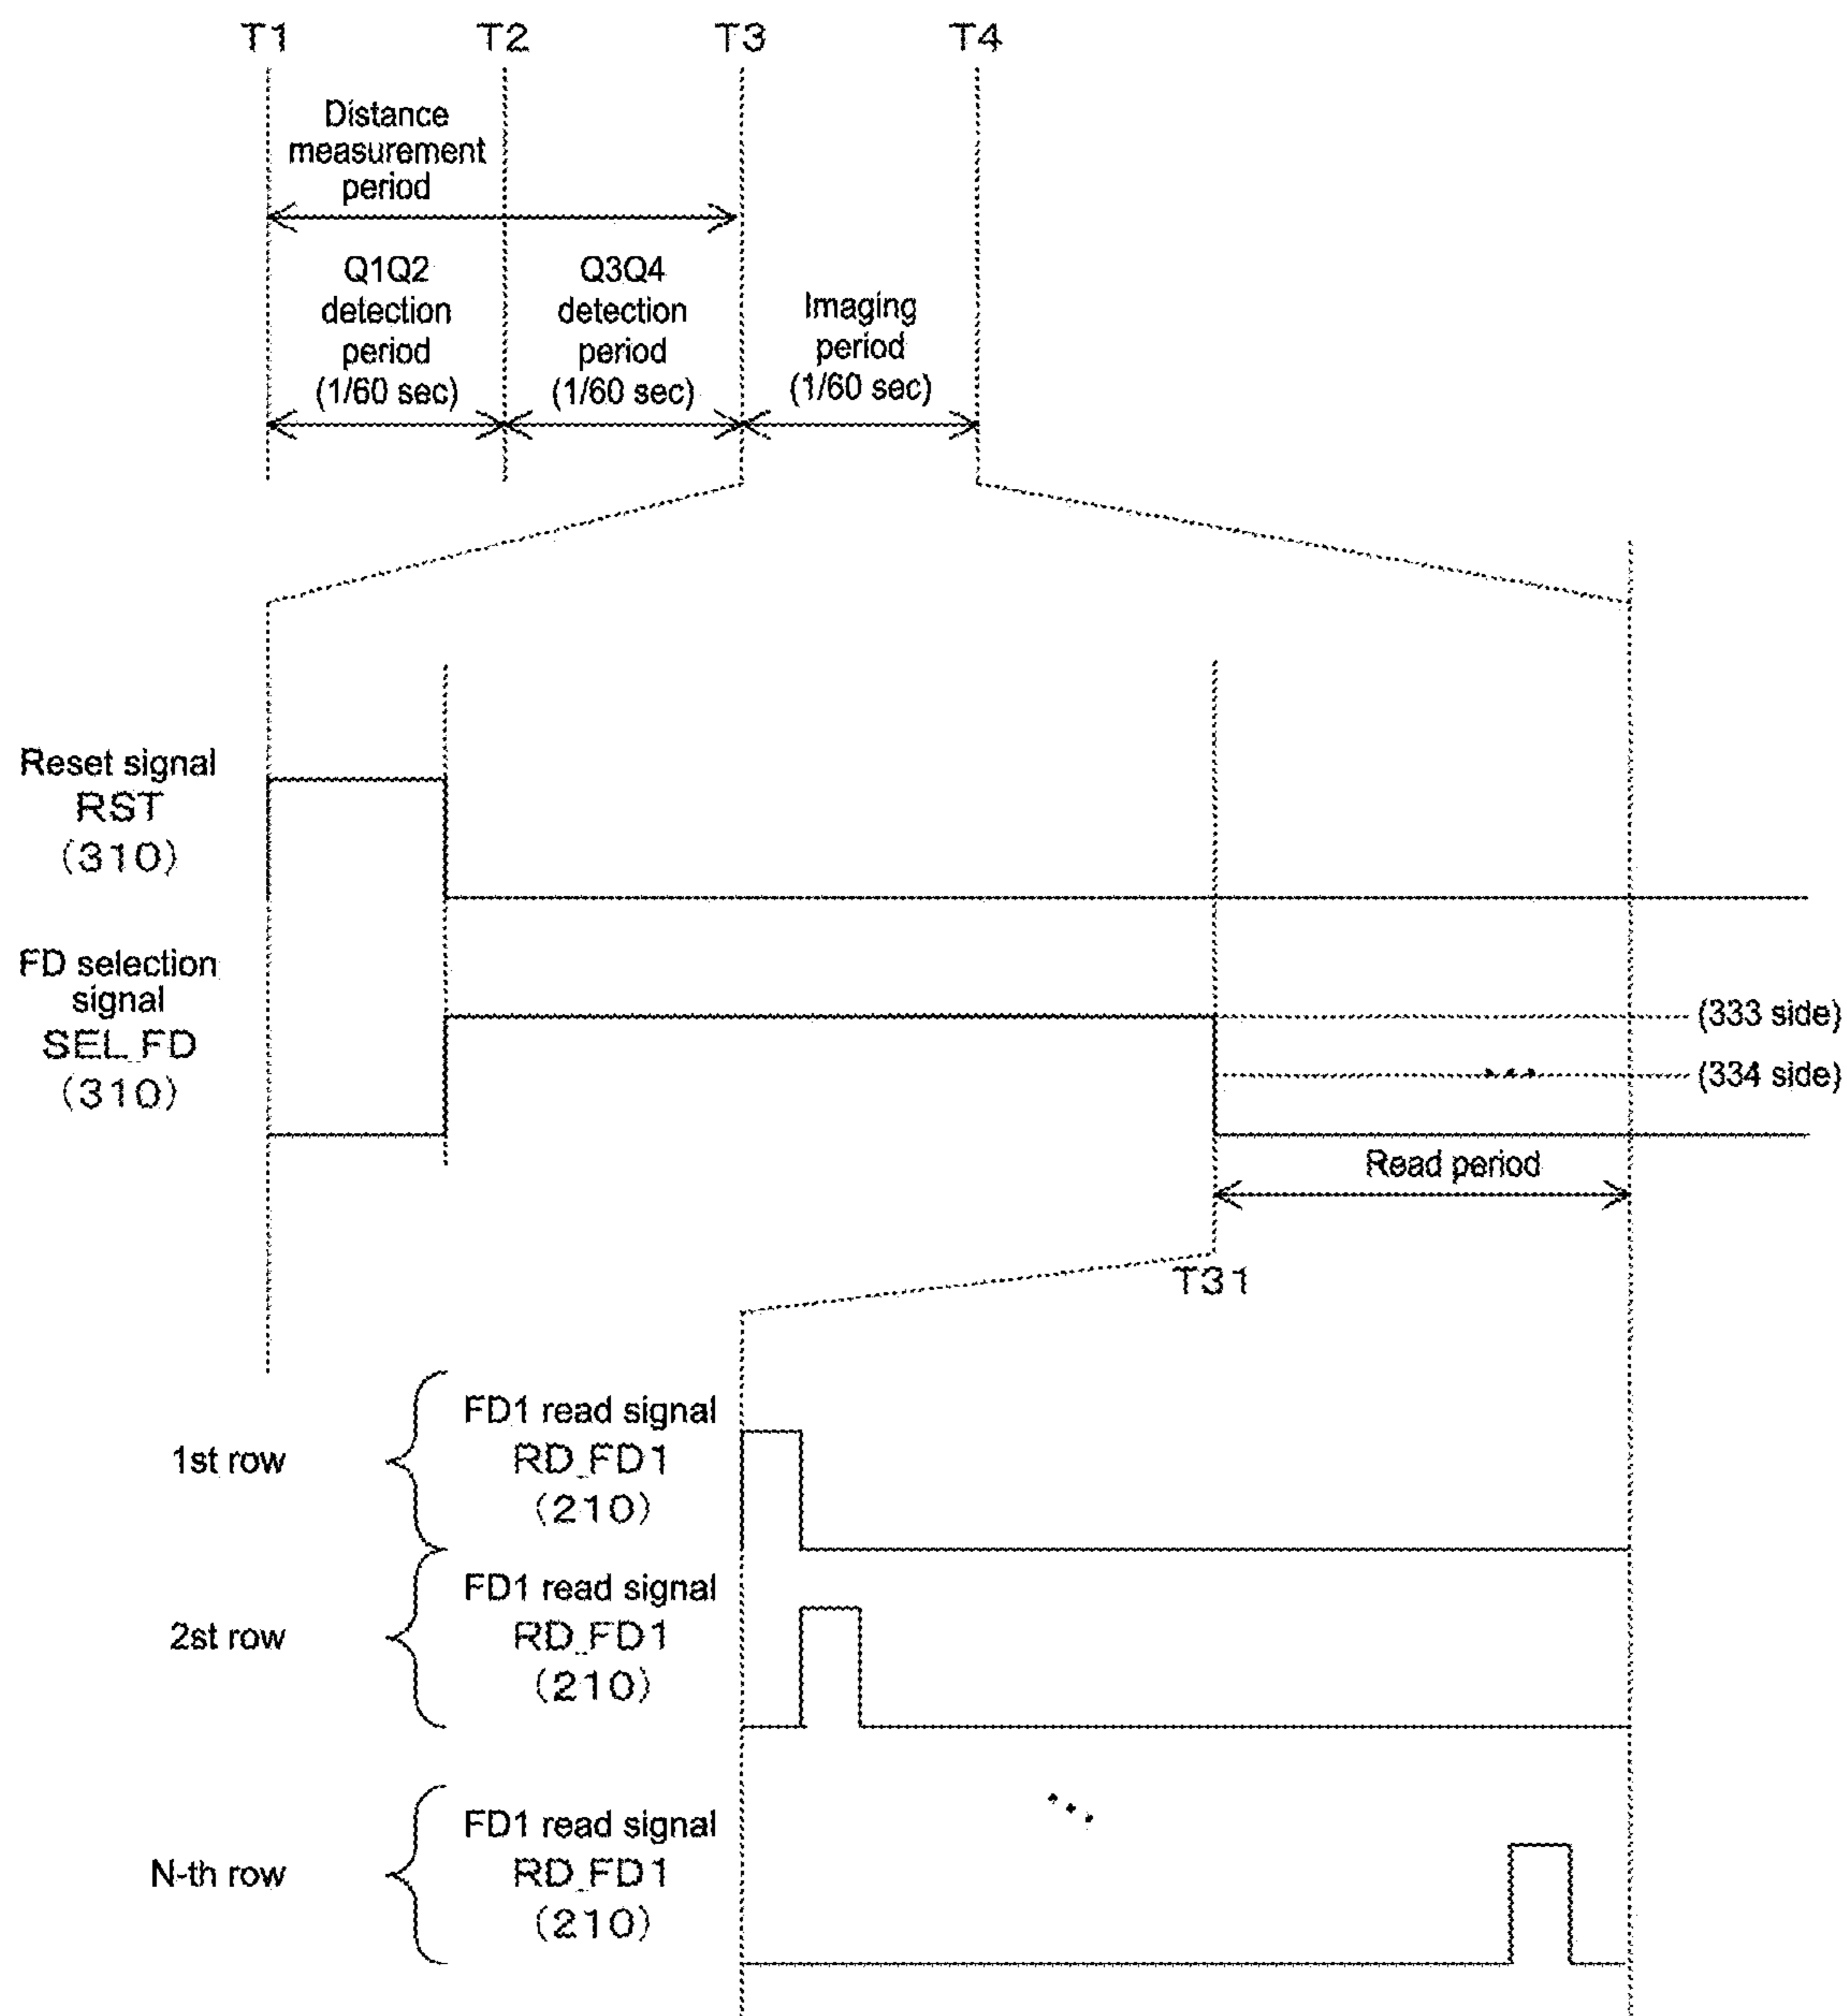 T1 T2 T3 T4
Distance
measurement
period
Q1Q2
detection
period
(1/60 sec)
Q3Q4
detection
period
(1/60 sec)
Imaging
period
(1/60 sec)
Reset signal
RST
(310)
FD selection
signal
SEL_FD
(310)
(333 side)
(334 side)
Read period
T31
1st row
FD1 read signal
RD_FD1
(210)
2st row
FD1 read signal
RD_FD1
(210)
N-th row
FD1 read signal
RD_FD1
(210)